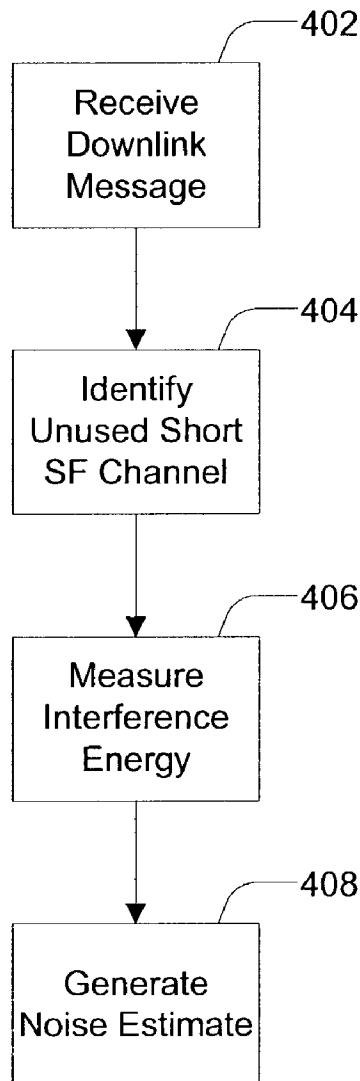 402
Receive
Downlink
Message
404
Identify
Unused Short
SF Channel
406
Measure
Interference
Energy
408
Generate
Noise Estimate